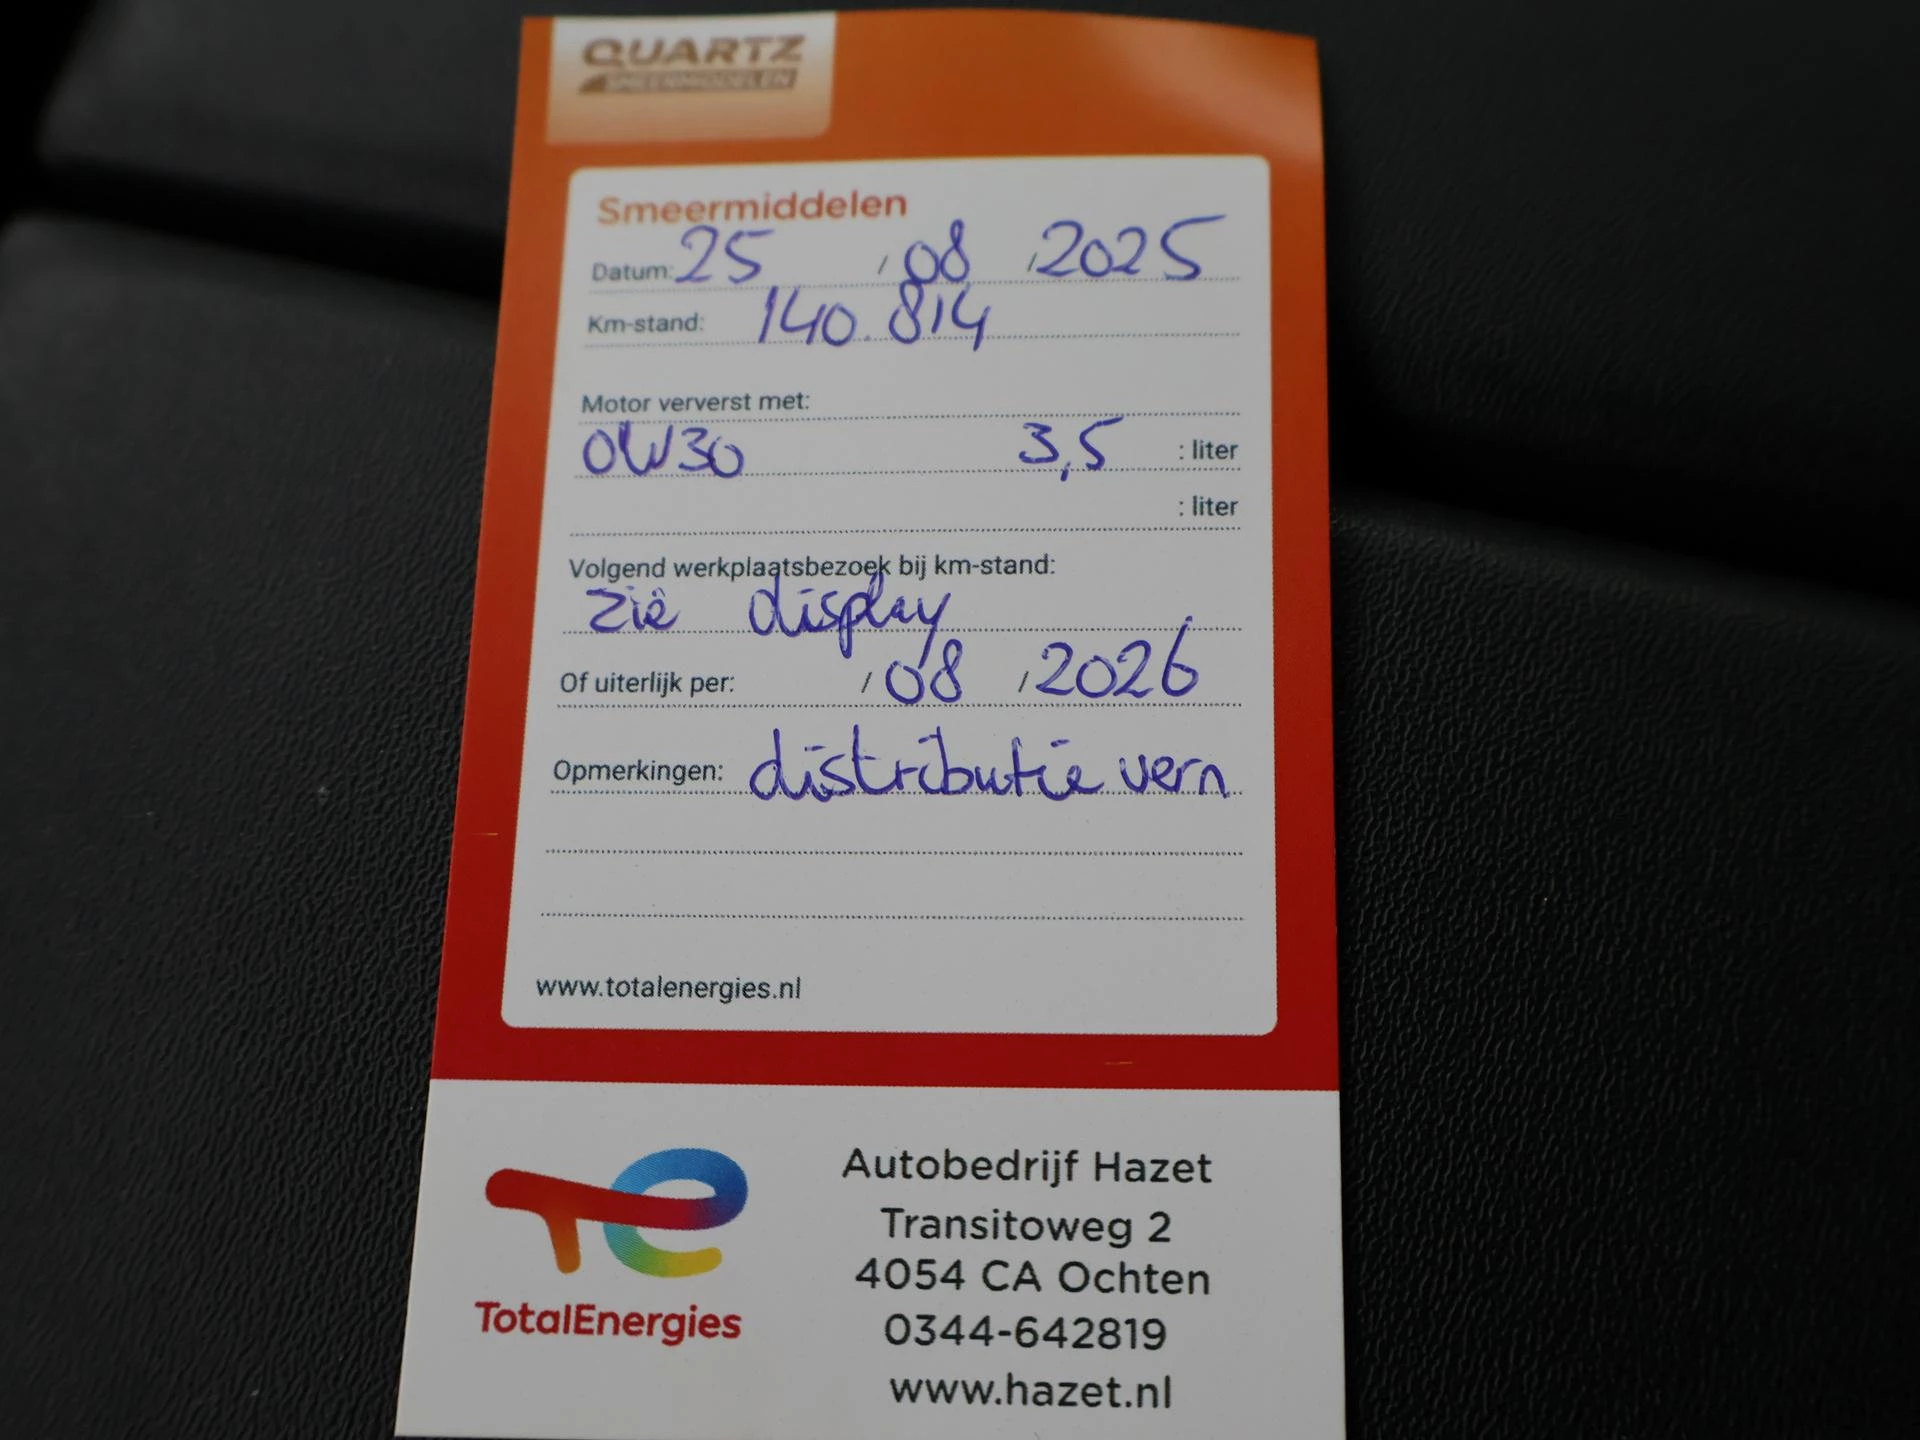 QUARTZ
SMEERMIDDELEN
Smeermiddelen
Datum: 25 / 08 / 2025
Km-stand: 140.814
Motor ververst met:
0W30 3,5 : liter
: liter
Volgend werkplaatsbezoek bij km-stand:
zie display
Of uiterlijk per: / 08 / 2026
Opmerkingen: distributie vern
www.totalenergies.nl
TotalEnergies
Autobedrijf Hazet
Transitoweg 2
4054 CA Ochten
0344-642819
www.hazet.nl